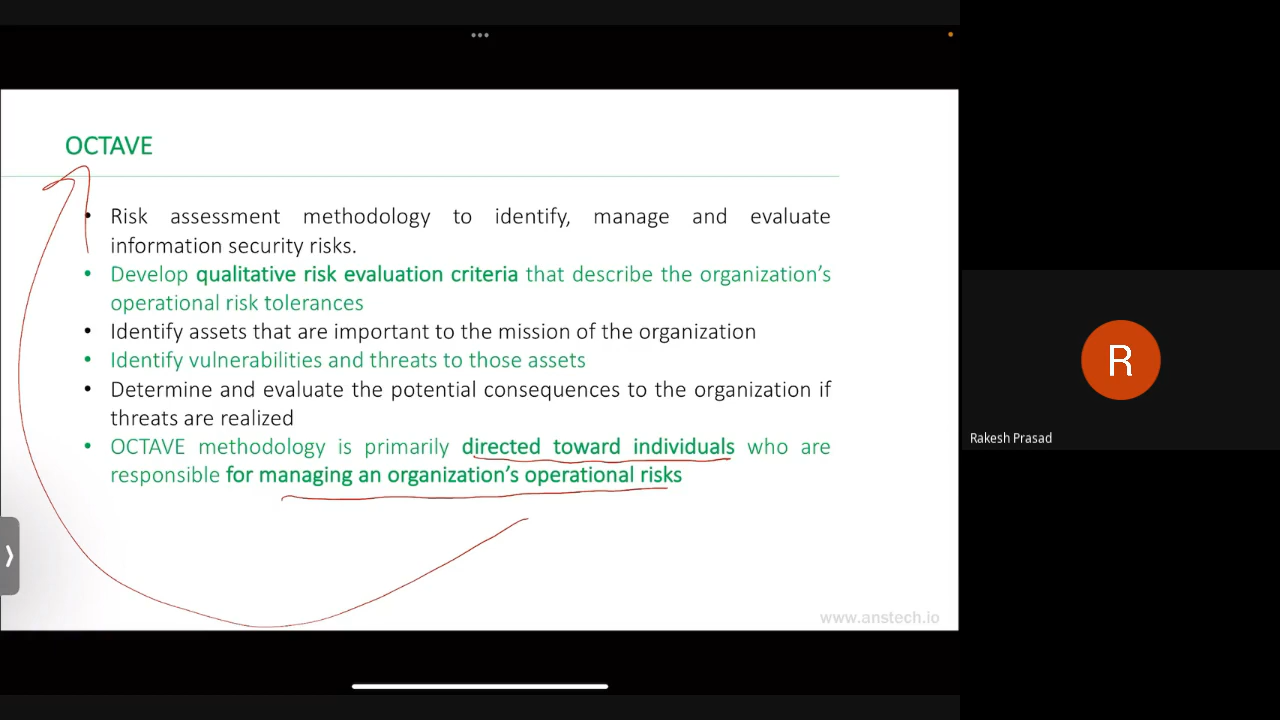 OCTAVE
• Risk assessment methodology to identify, manage and evaluate
information security risks.
• Develop qualitative risk evaluation criteria that describe the organization’s
operational risk tolerances
• Identify assets that are important to the mission of the organization
• Identify vulnerabilities and threats to those assets
• Determine and evaluate the potential consequences to the organization if
threats are realized
• OCTAVE methodology is primarily directed toward individuals who are
responsible for managing an organization’s operational risks
www.anstech.io
R
Rakesh Prasad